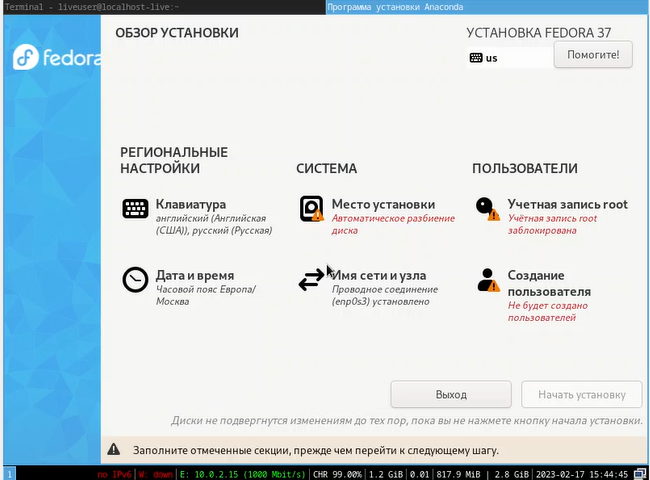 Terminal - liveuser@localhost-live:~
Программа установки Anaconda
fedora
ОБЗОР УСТАНОВКИ
УСТАНОВКА FEDORA 37
us
Помогите!
РЕГИОНАЛЬНЫЕ
НАСТРОЙКИ
Клавиатура
английский (Английская
(США)), русский (Русская)
Дата и время
Часовой пояс Европа/
Москва
СИСТЕМА
Место установки
Автоматическое разбиение
диска
Имя сети и узла
Проводное соединение
(enp0s3) установлено
ПОЛЬЗОВАТЕЛИ
Учетная запись root
Учётная запись root
заблокирована
Создание
пользователя
Не будет создано
пользователей
Выход
Начать установку
Диски не подвергнутся изменениям до тех пор, пока вы не нажмете кнопку начала установки.
Заполните отмеченные секции, прежде чем перейти к следующему шагу.
1
no IPv6 | W: down | E: 10.0.2.15 (1000 Mbit/s) | CHR 99.00% | 1.2 GiB | 0.01 | 817.9 MiB | 2.8 GiB | 2023-02-17 15:44:45